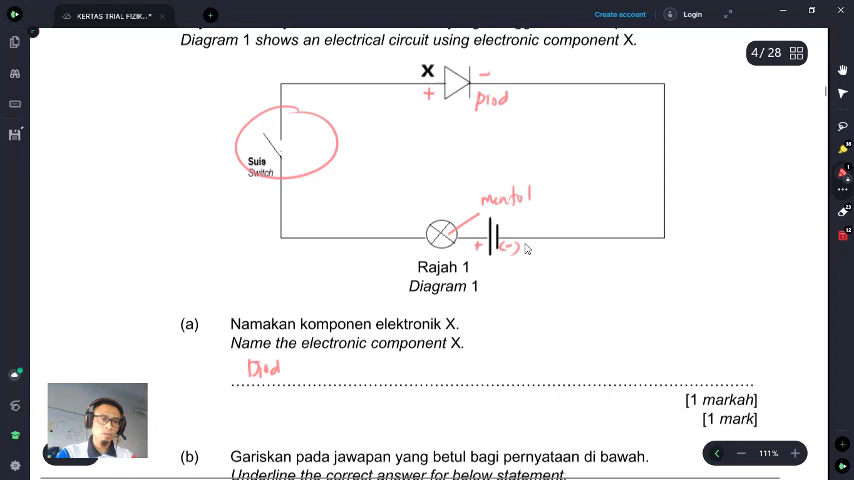 KERTAS TRIAL FIZIK...*
Create account
Login
Diagram 1 shows an electrical circuit using electronic component X.
4/28
X
-
+
Diod
Suis
Switch
mentol
+
(-)
Rajah 1
Diagram 1
(a) Namakan komponen elektronik X.
Name the electronic component X.
Diod
[1 markah]
[1 mark]
(b) Gariskan pada jawapan yang betul bagi pernyataan di bawah.
Underline the correct answer for below statement.
111%